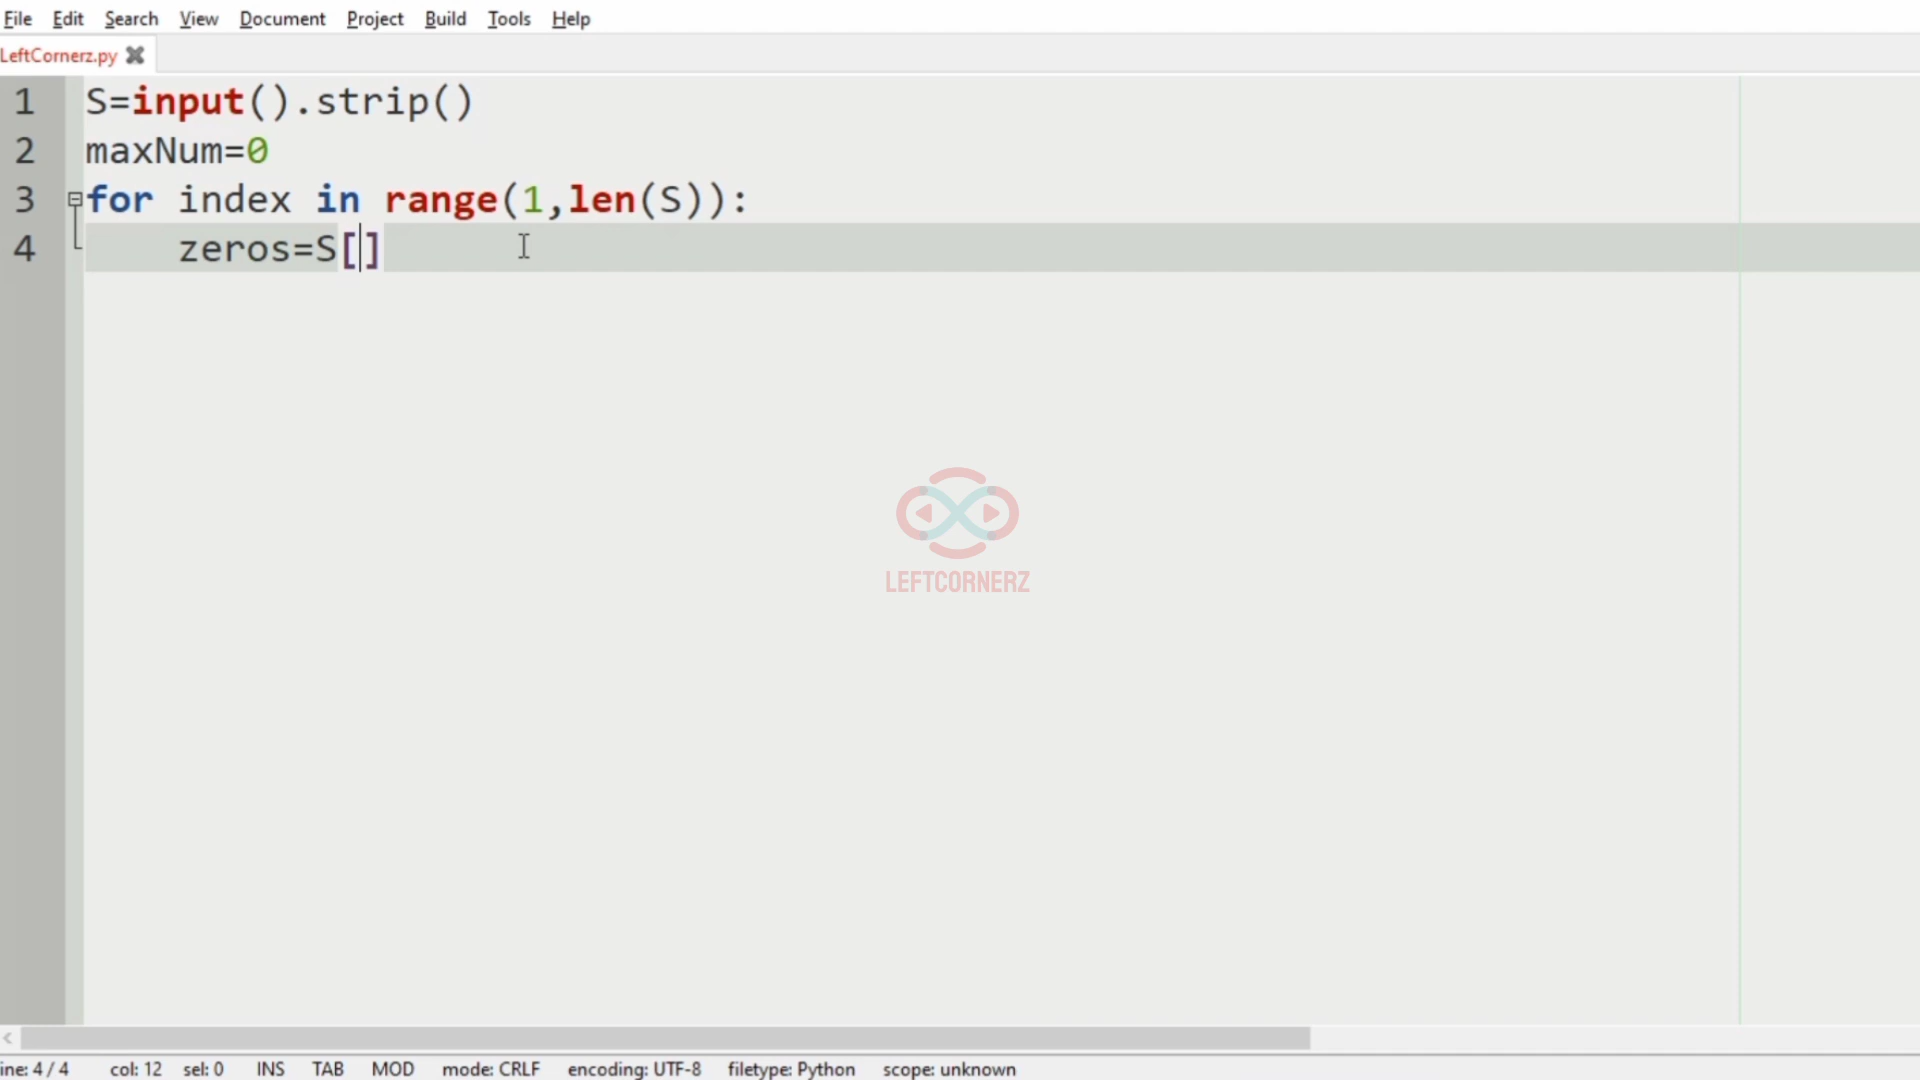 File Edit Search View Document Project Build Tools Help
LeftCornerz.py
1 S=input().strip()
2 maxNum=0
3 for index in range(1,len(S)):
4     zeros=S[]
LEFTCORNERZ
ine: 4 / 4 col: 12 sel: 0 INS TAB MOD mode: CRLF encoding: UTF-8 filetype: Python scope: unknown